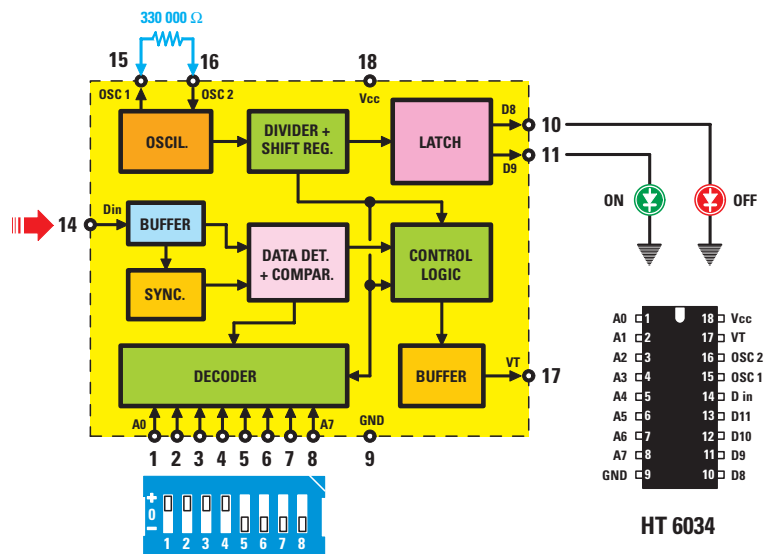 330 000 Ω
15 16 18
OSC 1 OSC 2 Vcc
OSCIL.
DIVIDER +
SHIFT REG.
LATCH
D8 10
D9 11
ON OFF
14 Din
BUFFER
SYNC.
DATA DET.
+ COMPAR.
CONTROL
LOGIC
DECODER
BUFFER
VT 17
A0 A7 GND
1 2 3 4 5 6 7 8 9
+
0
–
1 2 3 4 5 6 7 8
A0 1 18 Vcc
A1 2 17 VT
A2 3 16 OSC 2
A3 4 15 OSC 1
A4 5 14 D in
A5 6 13 D11
A6 7 12 D10
A7 8 11 D9
GND 9 10 D8
HT 6034